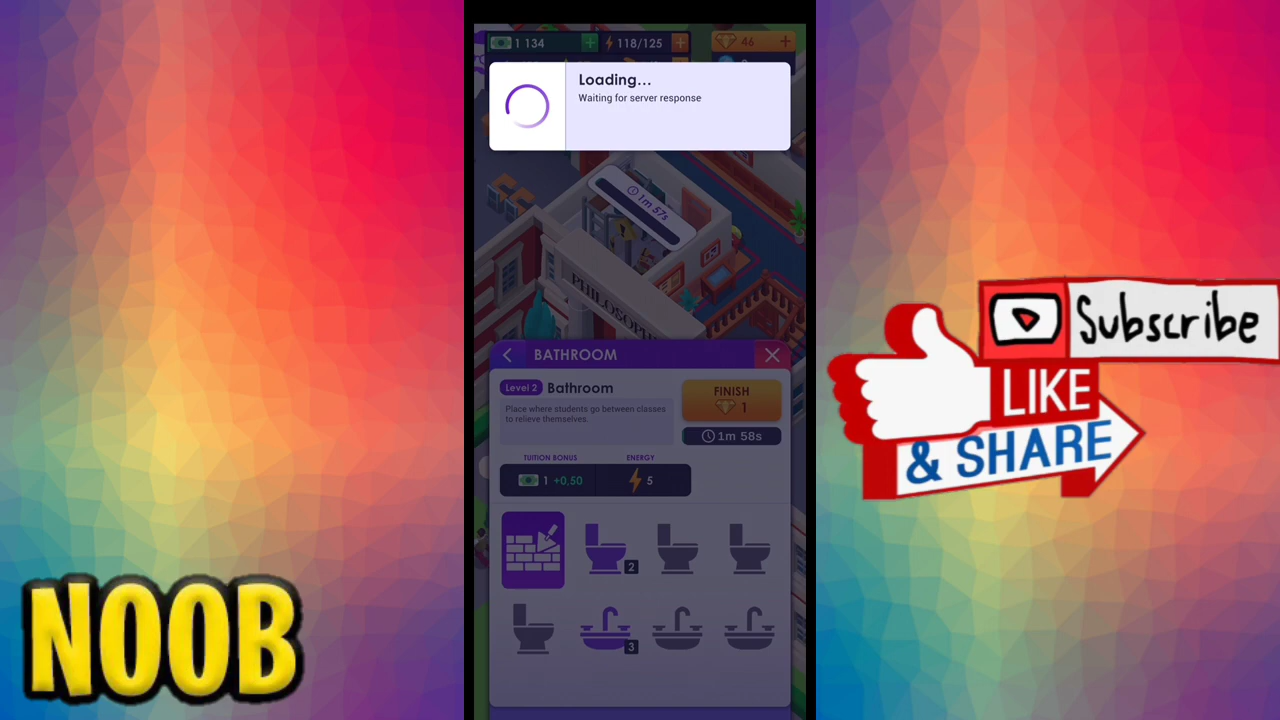 1 134
118/125
46
Loading...
Waiting for server response
1m 57s
PHILOSOPH
BATHROOM
Level 2 Bathroom
FINISH
1
Place where students go between classes
to relieve themselves.
1m 58s
TUITION BONUS
ENERGY
1 +0,50
5
2
3
NOOB
Subscribe
LIKE
& SHARE